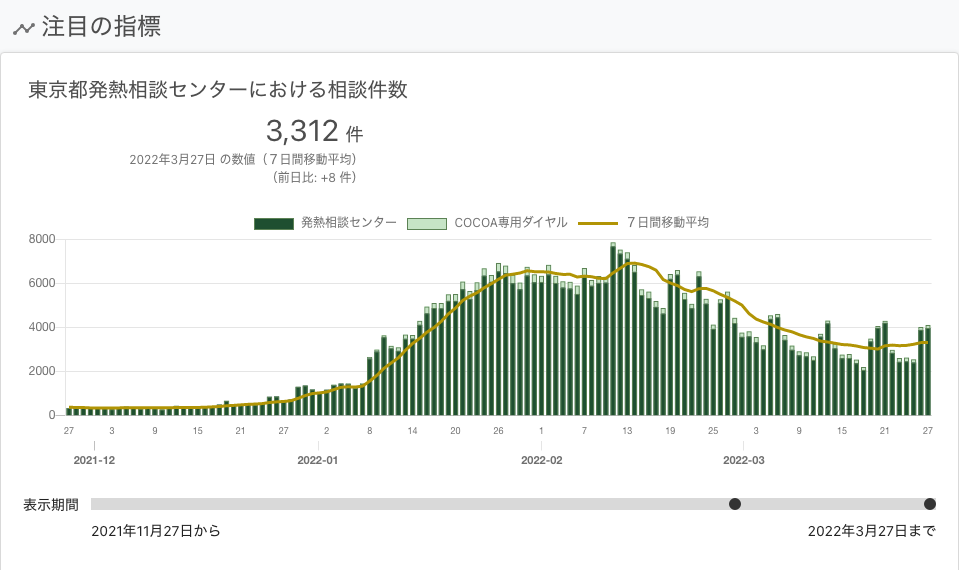 注目の指標
東京都発熱相談センターにおける相談件数
3,312 件
2022年3月27日 の数値（７日間移動平均）
（前日比: +8 件）
発熱相談センター COCOA専用ダイヤル ７日間移動平均
8000
6000
4000
2000
0
27 3 9 15 21 27 2 8 14 20 26 1 7 13 19 25 3 9 15 21 27
2021-12 2022-01 2022-02 2022-03
表示期間
2021年11月27日から 2022年3月27日まで